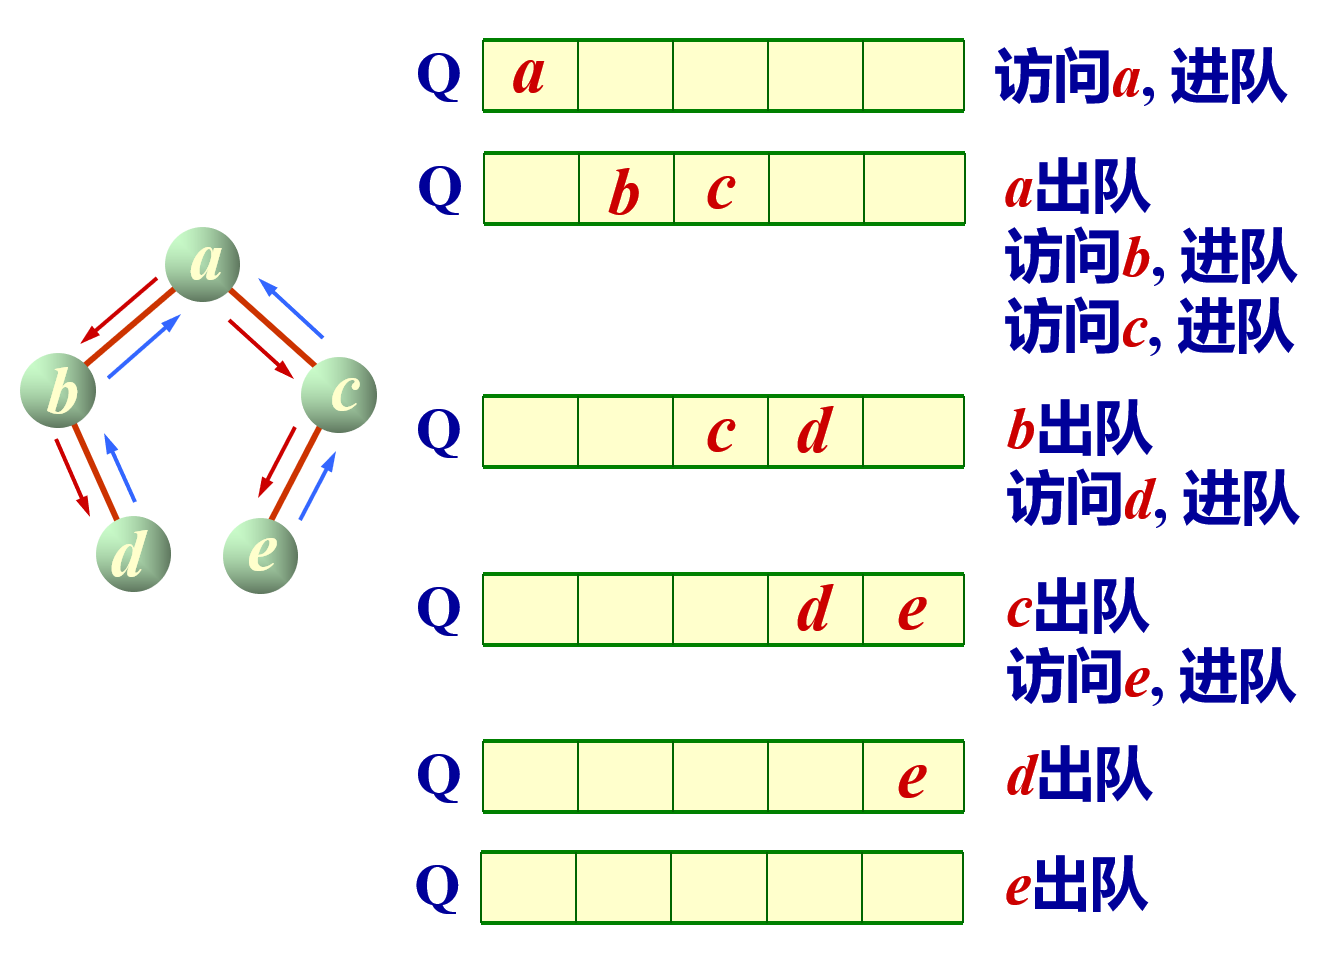 a
b
c
d
e
Q a 访问a, 进队
Q b c a出队
访问b, 进队
访问c, 进队
Q c d b出队
访问d, 进队
Q d e c出队
访问e, 进队
Q e d出队
Q e出队